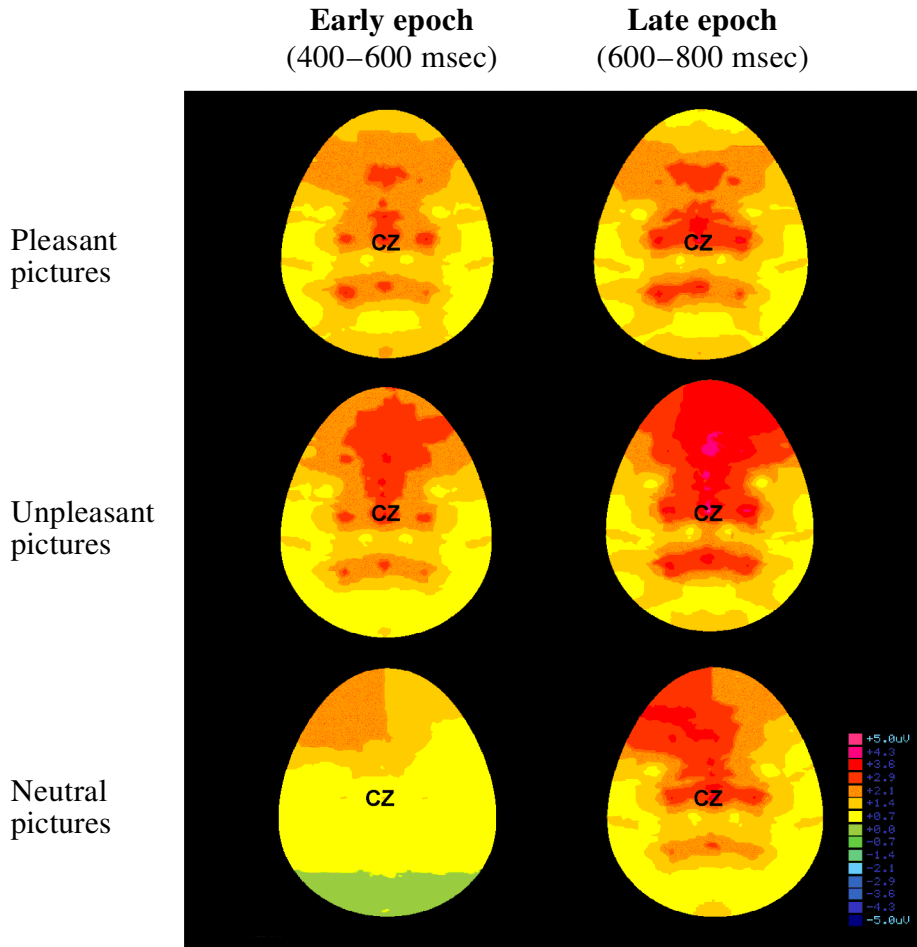 Early epoch
(400–600 msec)
Late epoch
(600–800 msec)
Pleasant
pictures
CZ
CZ
Unpleasant
pictures
CZ
CZ
Neutral
pictures
CZ
CZ
+5.0uV
+4.3
+3.6
+2.9
+2.1
+1.4
+0.7
+0.0
-0.7
-1.4
-2.1
-2.9
-3.6
-4.3
-5.0uV